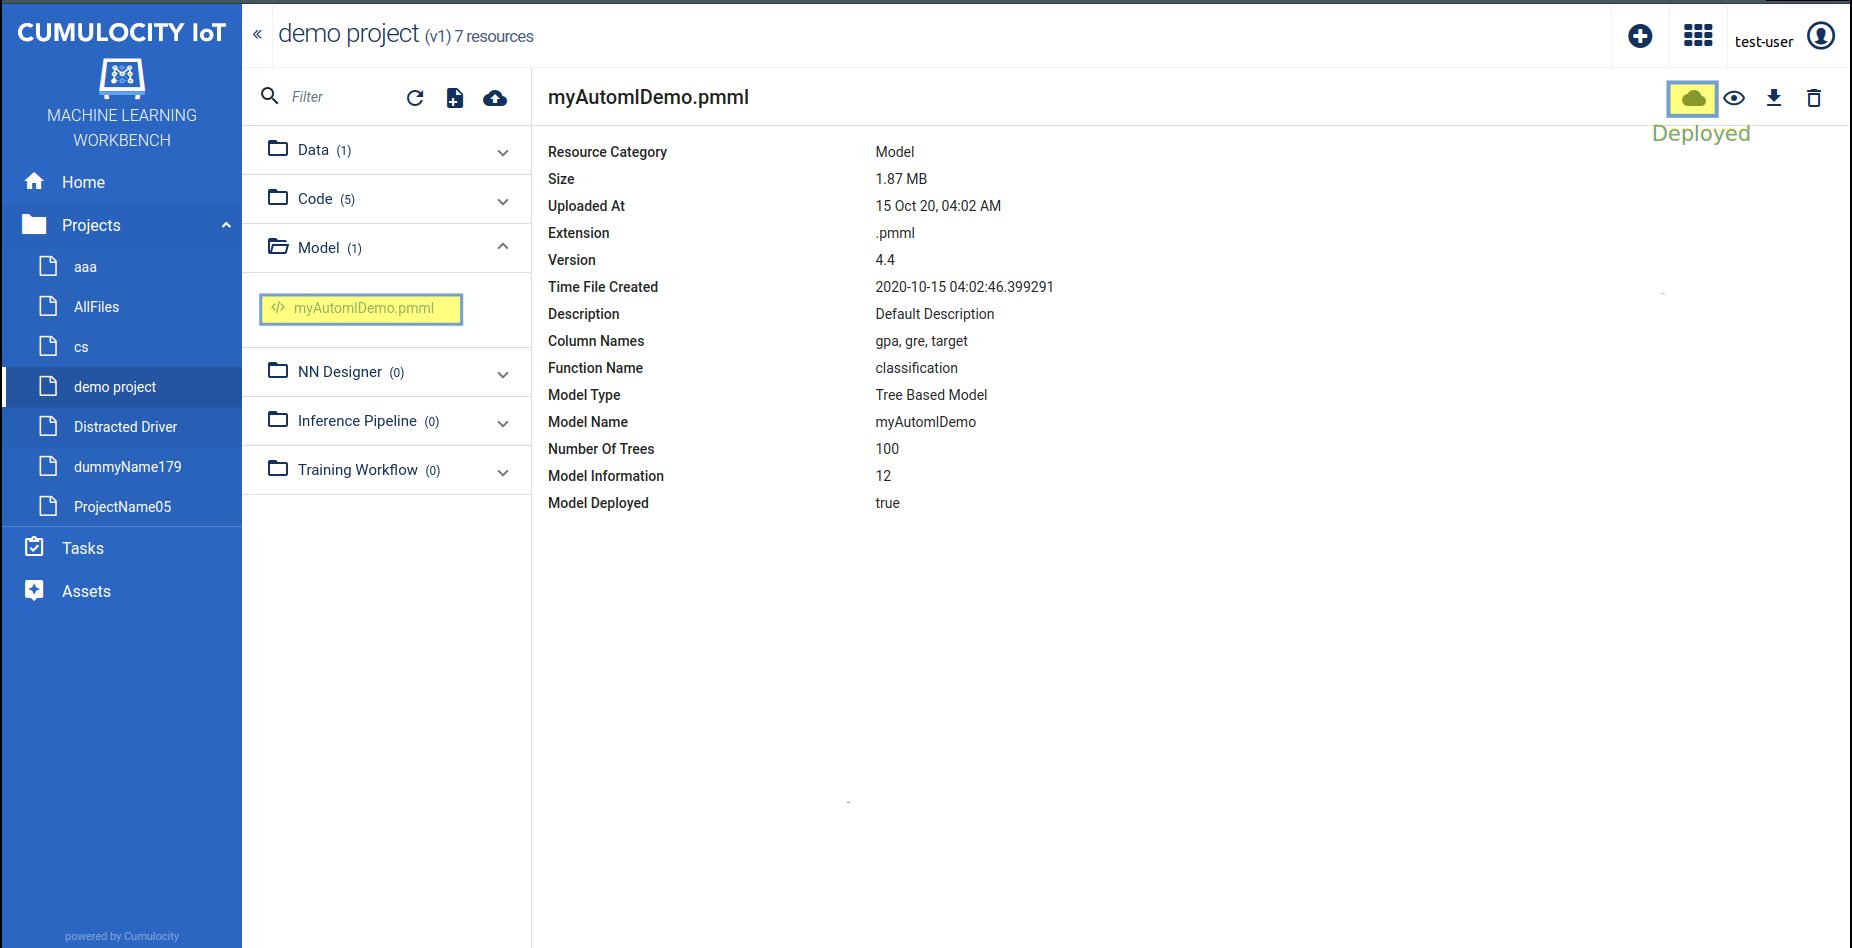 CUMULOCITY IoT
MACHINE LEARNING
WORKBENCH
Home
Projects
aaa
AllFiles
cs
demo project
Distracted Driver
dummyName179
ProjectName05
Tasks
Assets
powered by Cumulocity
« demo project (v1) 7 resources
test-user
Filter
Data (1)
Code (5)
Model (1)
</> myAutomlDemo.pmml
NN Designer (0)
Inference Pipeline (0)
Training Workflow (0)
myAutomlDemo.pmml
Deployed
Resource Category Model
Size 1.87 MB
Uploaded At 15 Oct 20, 04:02 AM
Extension .pmml
Version 4.4
Time File Created 2020-10-15 04:02:46.399291
Description Default Description
Column Names gpa, gre, target
Function Name classification
Model Type Tree Based Model
Model Name myAutomlDemo
Number Of Trees 100
Model Information 12
Model Deployed true